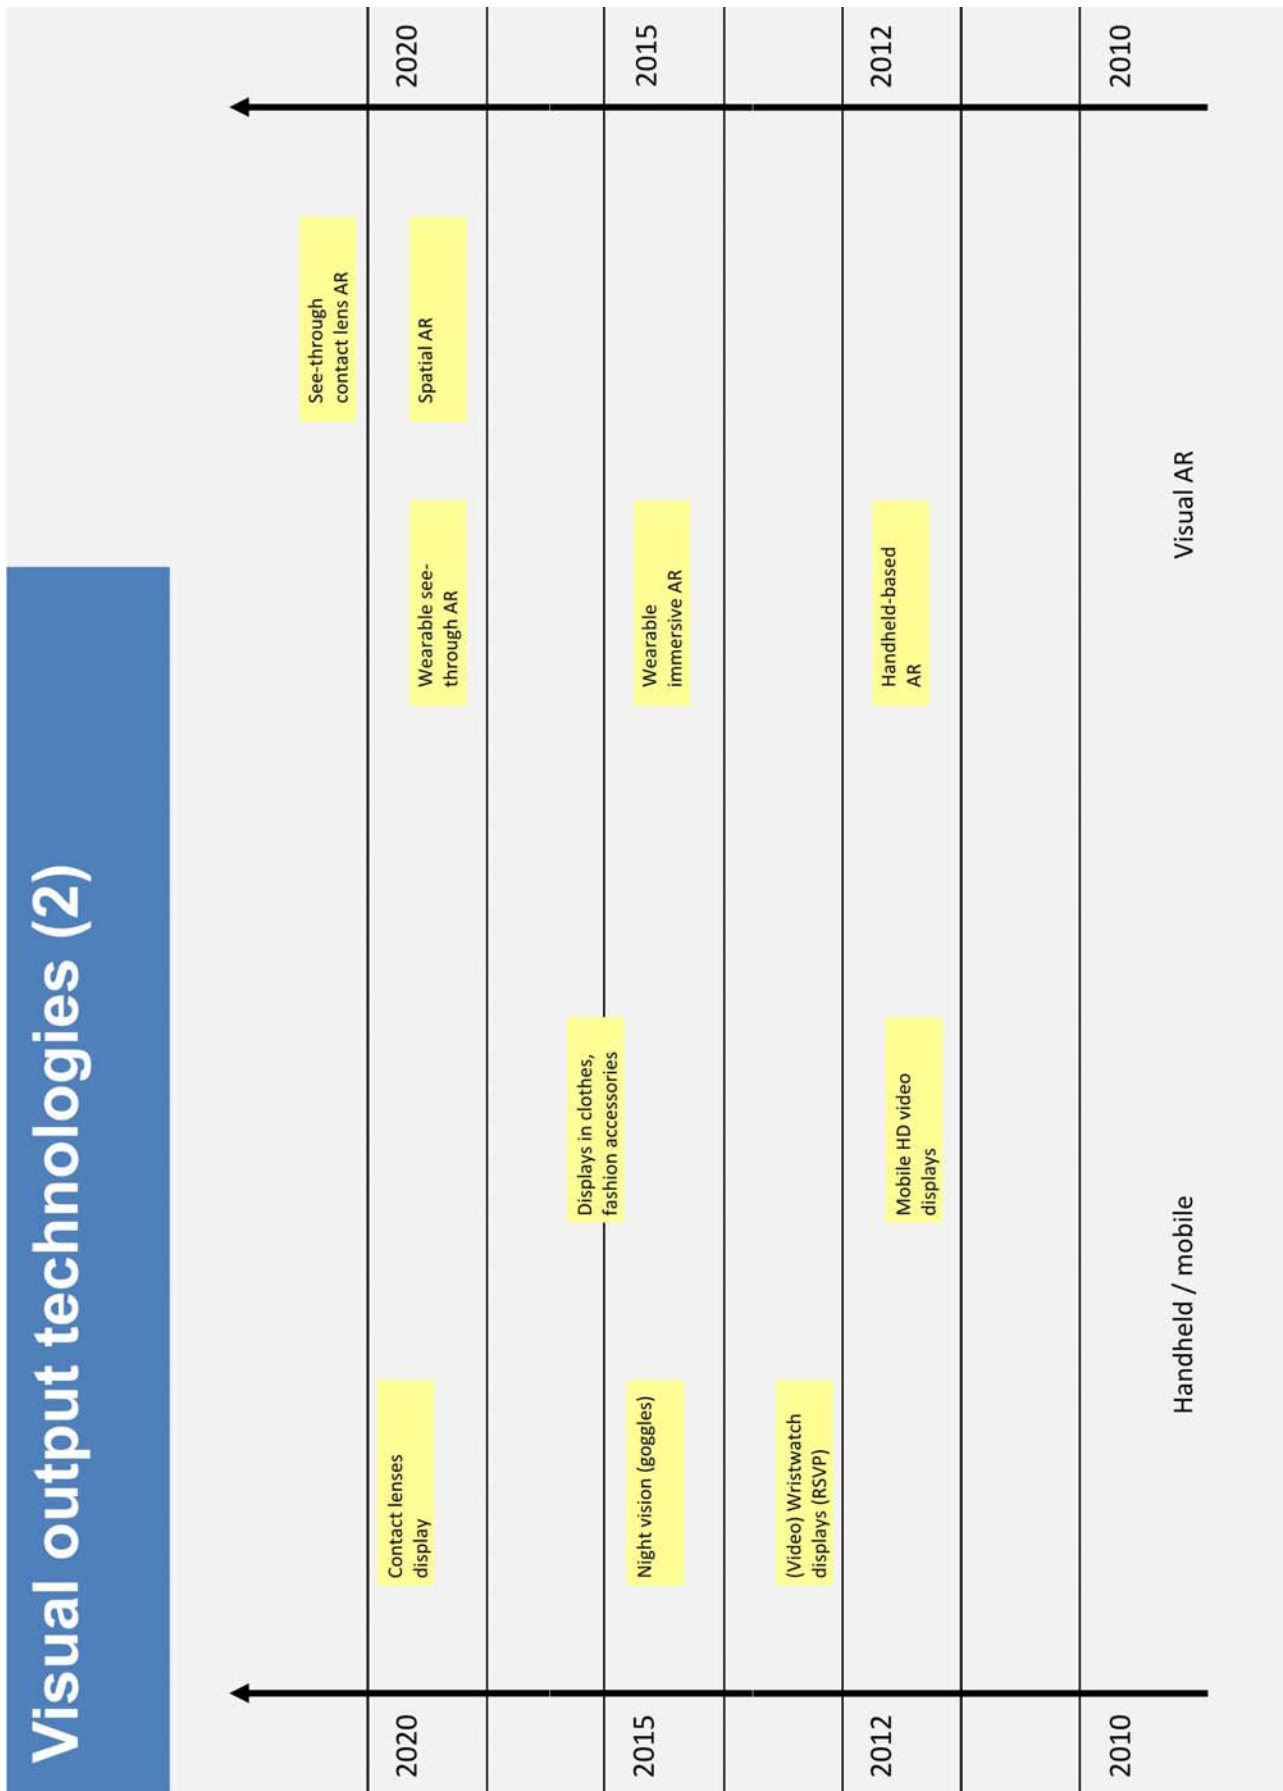 Visual output technologies (2)
2020
Contact lenses
display
Wearable see-
through AR
See-through
contact lens AR
Spatial AR
2020
2015
Night vision (goggles)
Displays in clothes,
fashion accessories
Wearable
immersive AR
2015
2012
(Video) Wristwatch
displays (RSVP)
Mobile HD video
displays
Handheld-based
AR
2012
2010
2010
Handheld / mobile
Visual AR